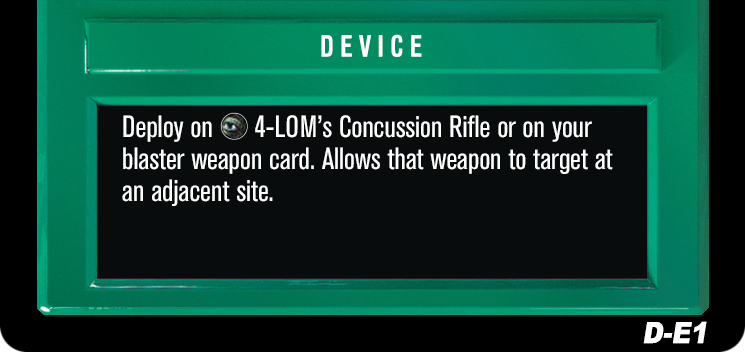 DEVICE
Deploy on 4-LOM’s Concussion Rifle or on your
blaster weapon card. Allows that weapon to target at
an adjacent site.
D-E1